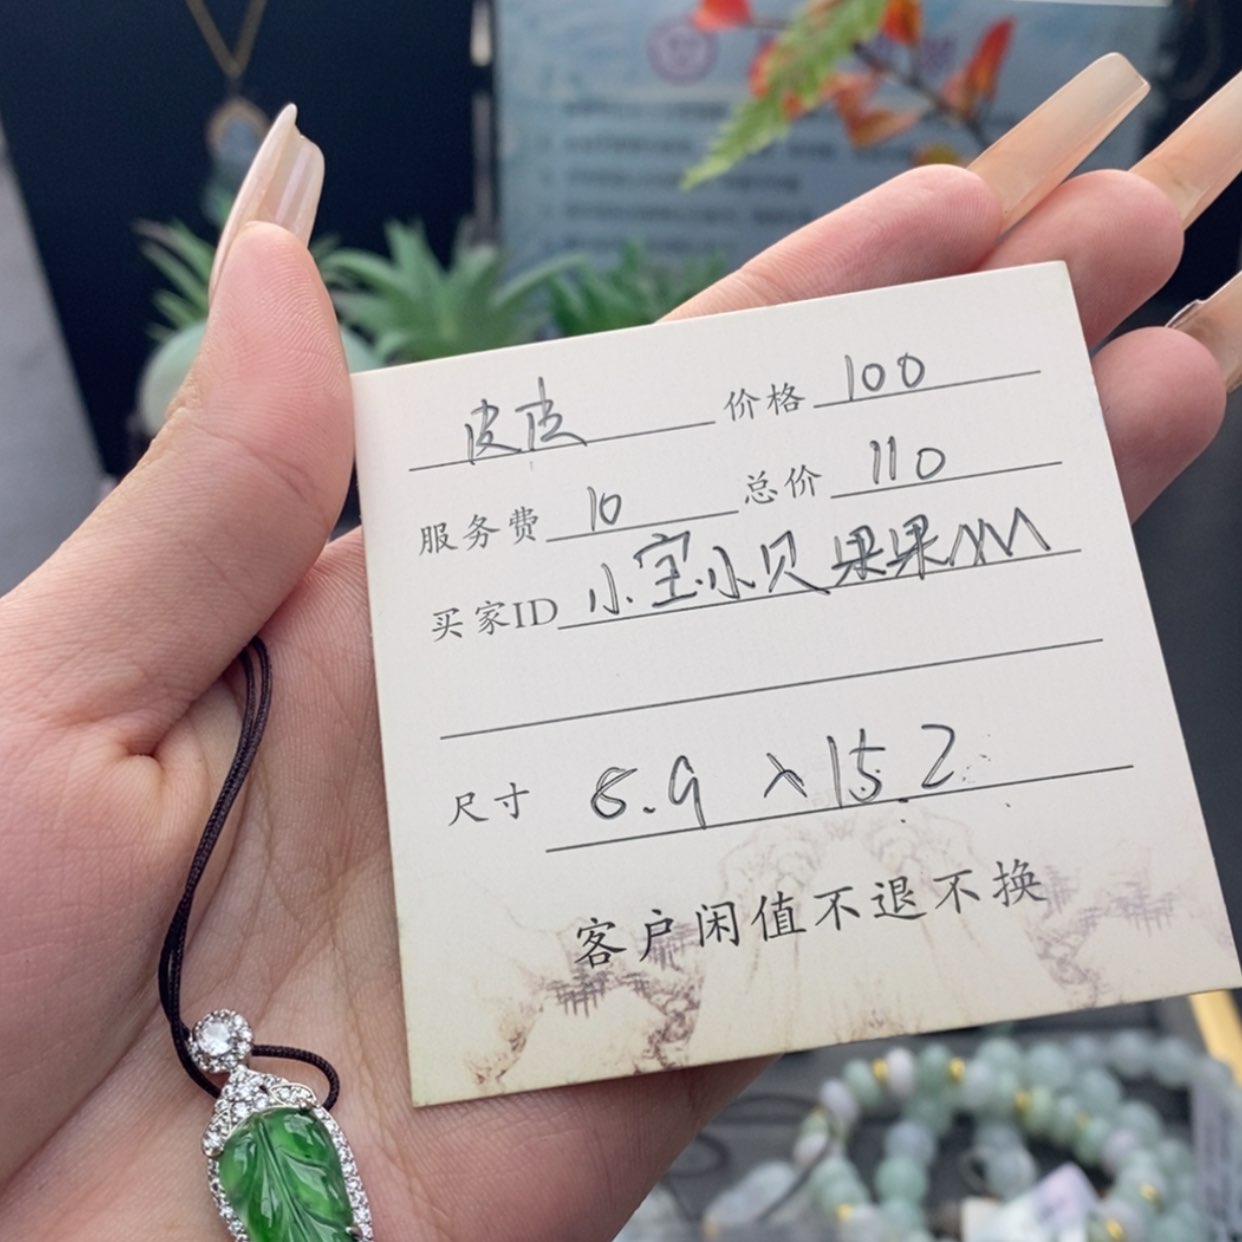 皮皮 价格 100
服务费 10 总价 110
买家ID 小宝小贝果果MM
尺寸 8.9 x 15.2
客户闲值不退不换